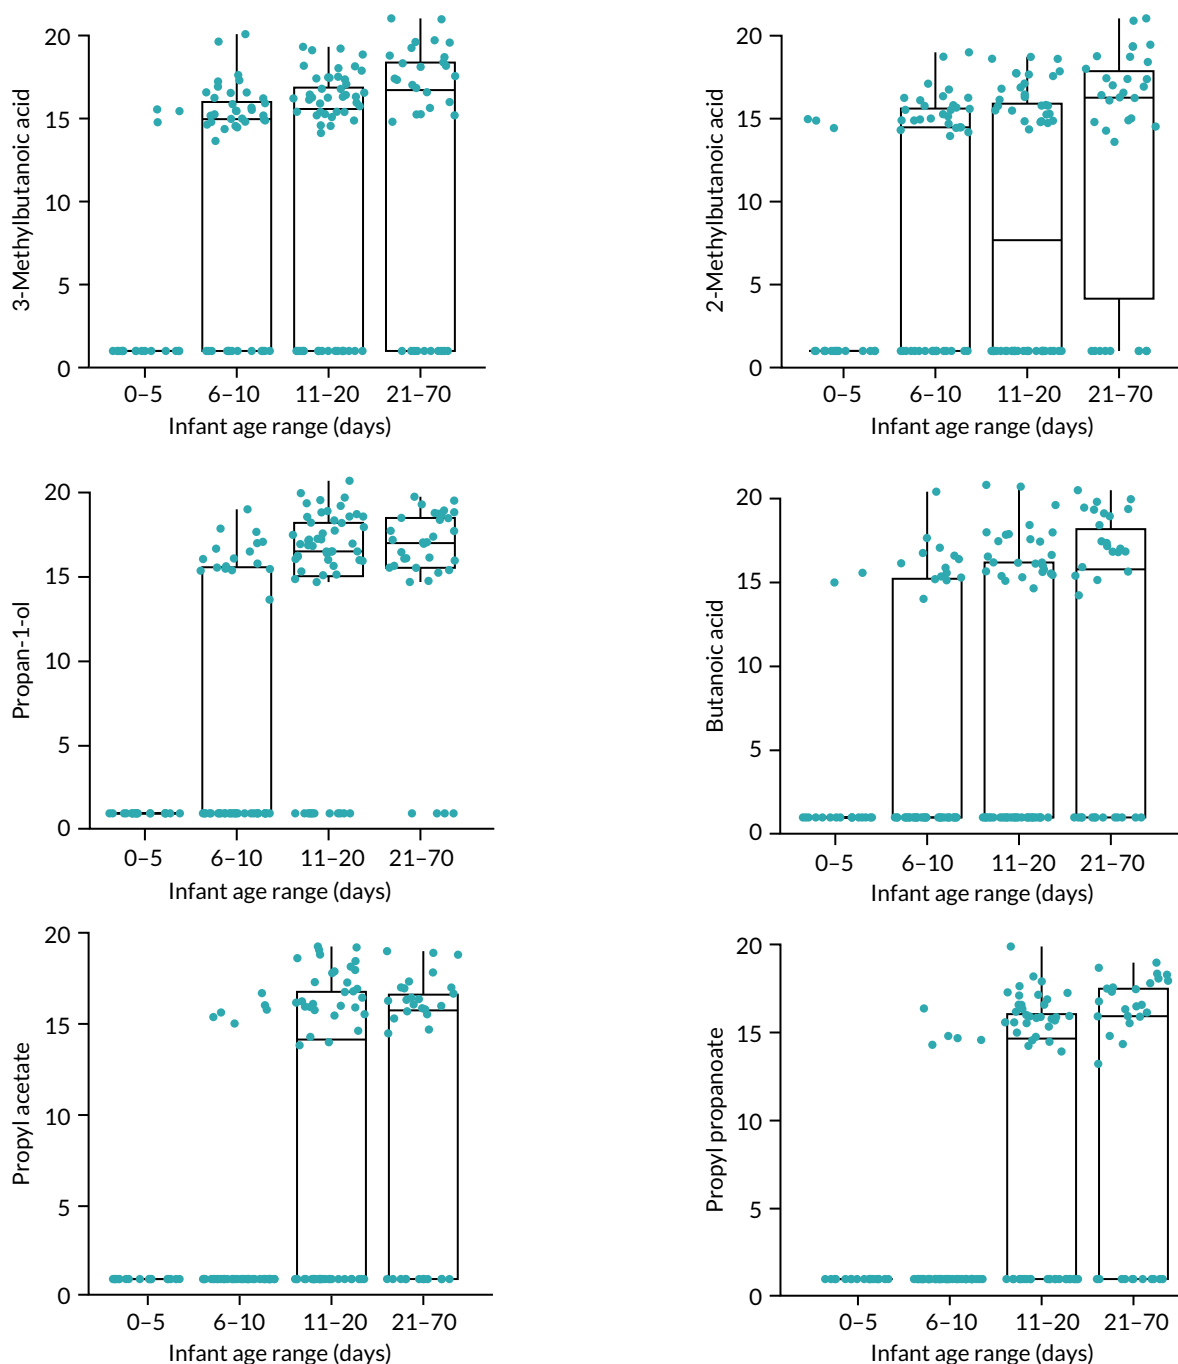 3-Methylbutanoic acid
20
15
10
5
0
0–5 6–10 11–20 21–70
Infant age range (days)
2-Methylbutanoic acid
20
15
10
5
0
0–5 6–10 11–20 21–70
Infant age range (days)
Propan-1-ol
20
15
10
5
0
0–5 6–10 11–20 21–70
Infant age range (days)
Butanoic acid
20
15
10
5
0
0–5 6–10 11–20 21–70
Infant age range (days)
Propyl acetate
20
15
10
5
0
0–5 6–10 11–20 21–70
Infant age range (days)
Propyl propanoate
20
15
10
5
0
0–5 6–10 11–20 21–70
Infant age range (days)